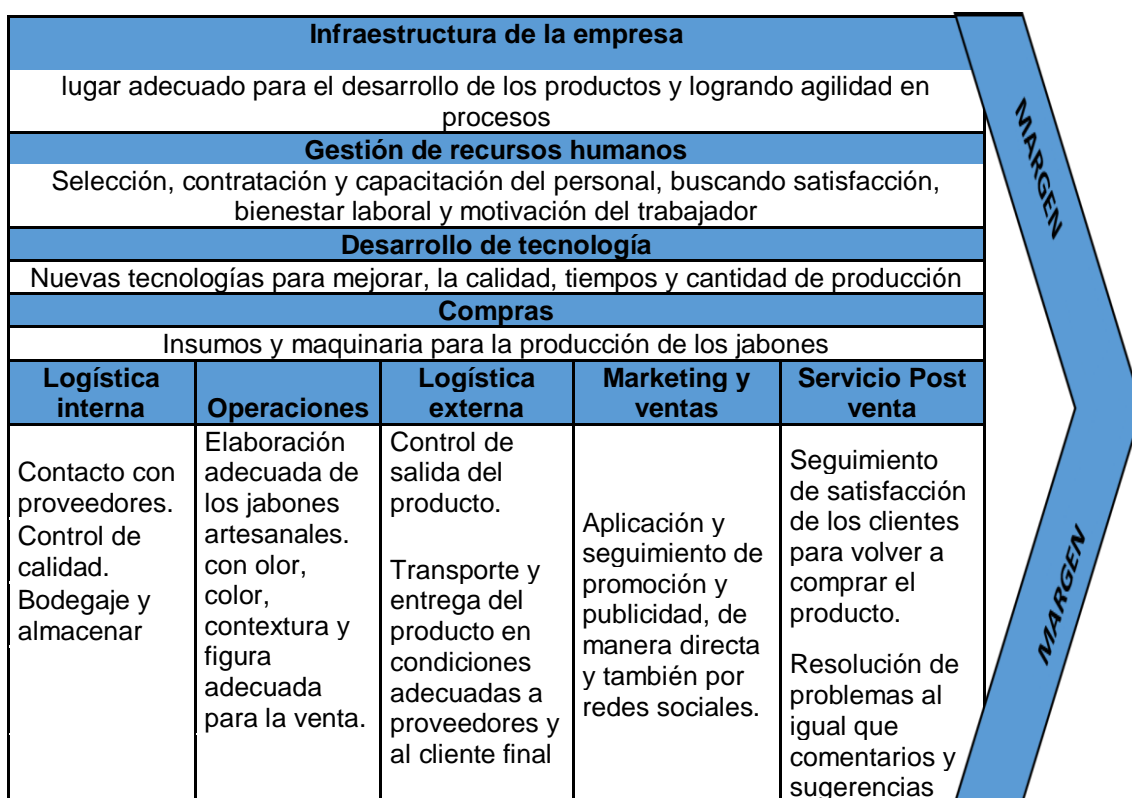 Infraestructura de la empresa
lugar adecuado para el desarrollo de los productos y logrando agilidad en
procesos
Gestión de recursos humanos
Selección, contratación y capacitación del personal, buscando satisfacción,
bienestar laboral y motivación del trabajador
Desarrollo de tecnología
Nuevas tecnologías para mejorar, la calidad, tiempos y cantidad de producción
Compras
Insumos y maquinaria para la producción de los jabones
Logística
interna
Contacto con
proveedores.
Control de
calidad.
Bodegaje y
almacenar
Operaciones
Elaboración
adecuada de
los jabones
artesanales.
con olor,
color,
contextura y
figura
adecuada
para la venta.
Logística
externa
Control de
salida del
producto.
Transporte y
entrega del
producto en
condiciones
adecuadas a
proveedores y
al cliente final
Marketing y
ventas
Aplicación y
seguimiento de
promoción y
publicidad, de
manera directa
y también por
redes sociales.
Servicio Post
venta
Seguimiento
de satisfacción
de los clientes
para volver a
comprar el
producto.
Resolución de
problemas al
igual que
comentarios y
sugerencias
MARGEN
MARGEN